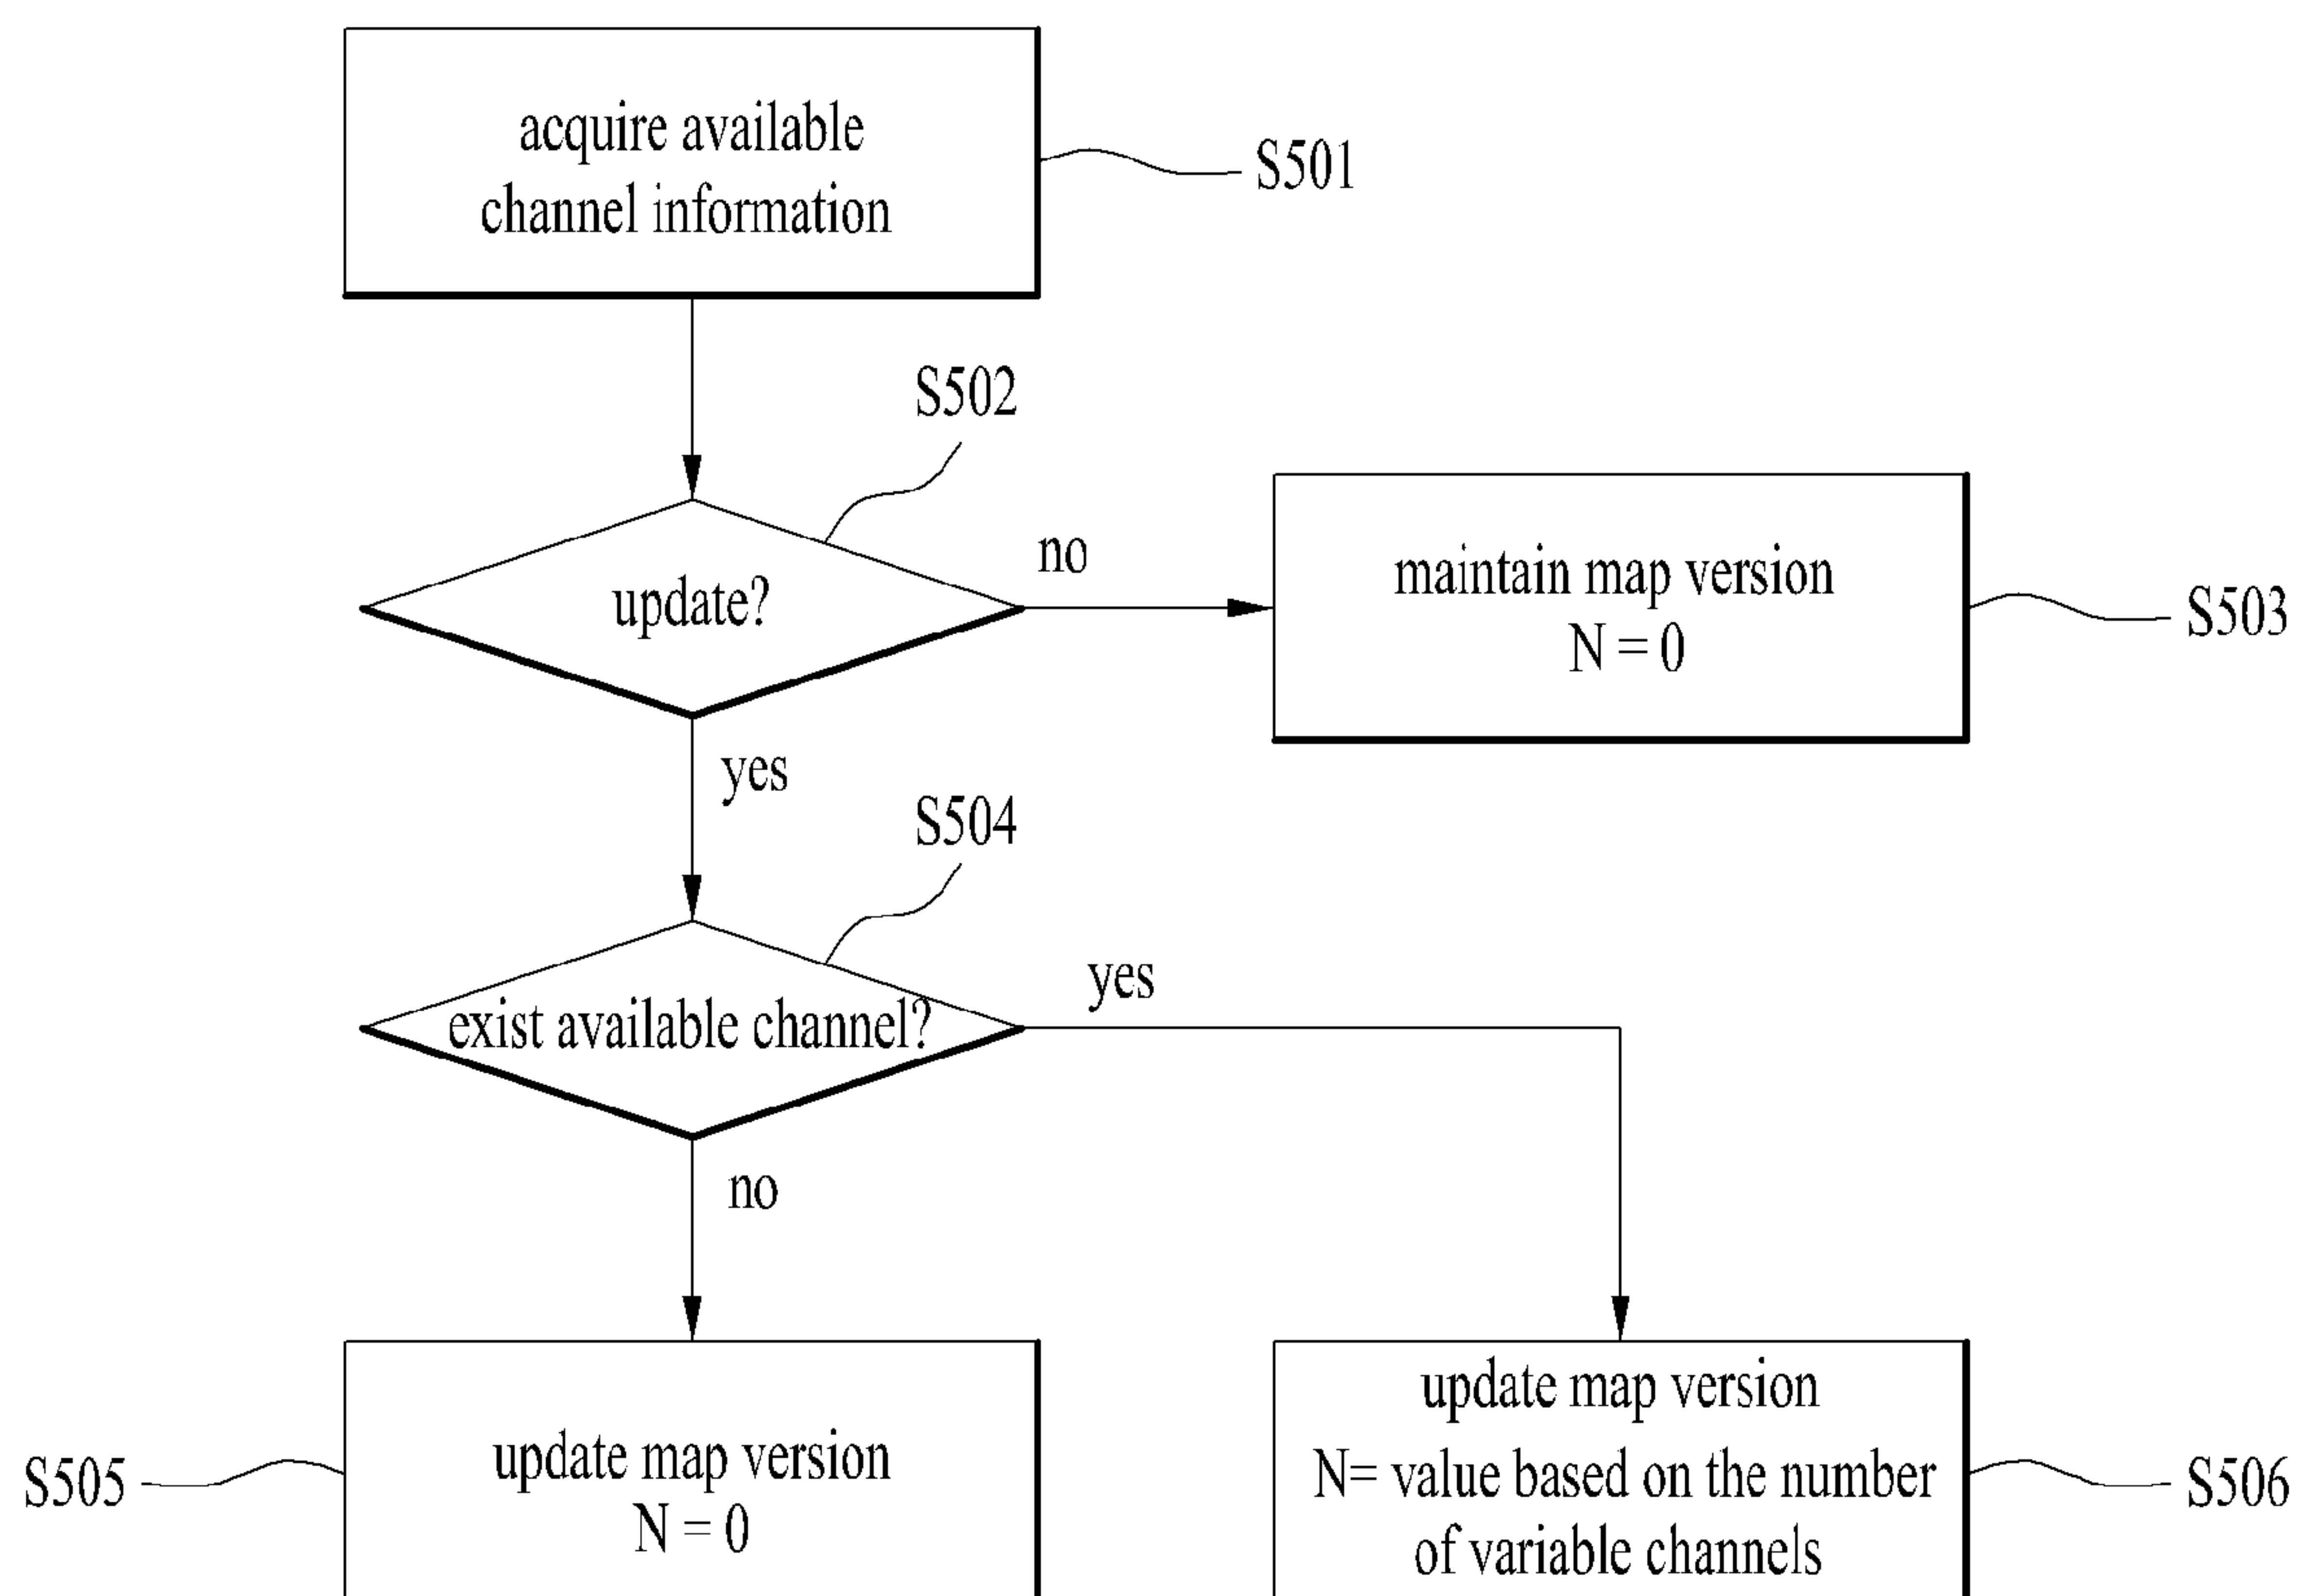 acquire available
channel information
S501
S502
update?
no
maintain map version
N = 0
S503
yes
S504
exist available channel?
yes
no
update map version
N = 0
S505
update map version
N= value based on the number
of variable channels
S506